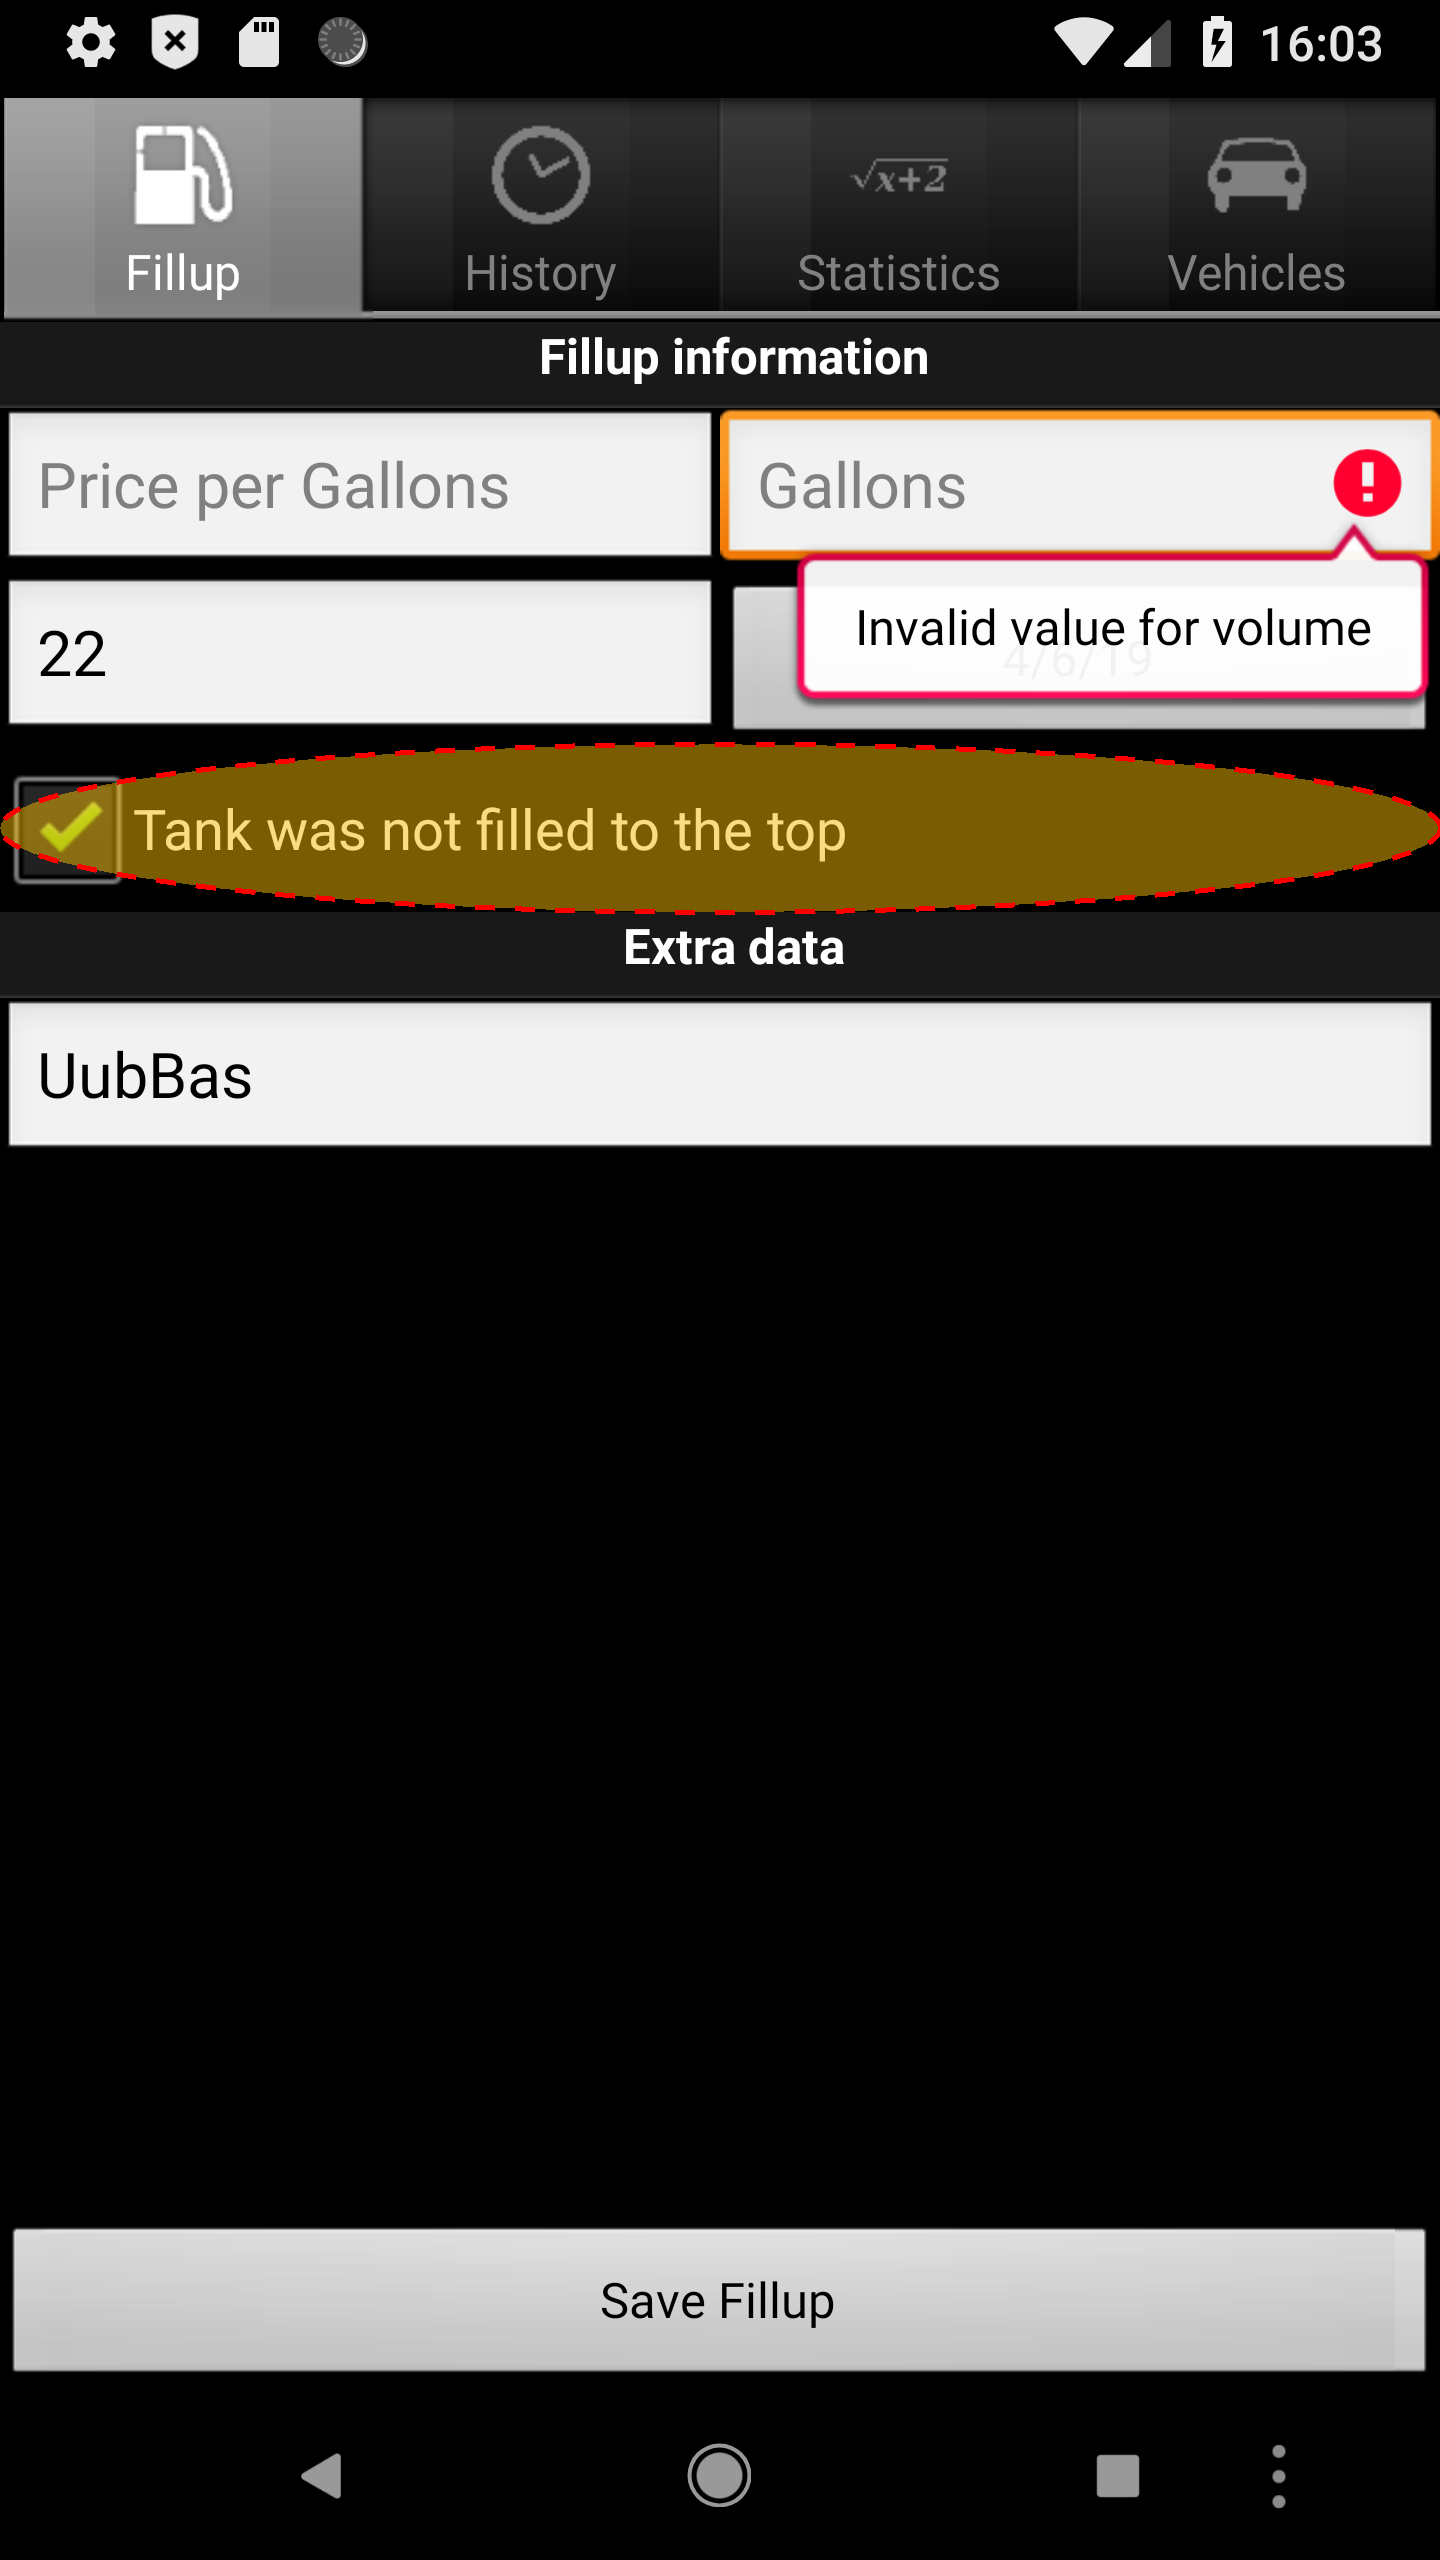 16:03
Fillup
History
√x+2
Statistics
Vehicles
Fillup information
Price per Gallons
Gallons
22
Invalid value for volume
4/6/19
Tank was not filled to the top
Extra data
UubBas
Save Fillup